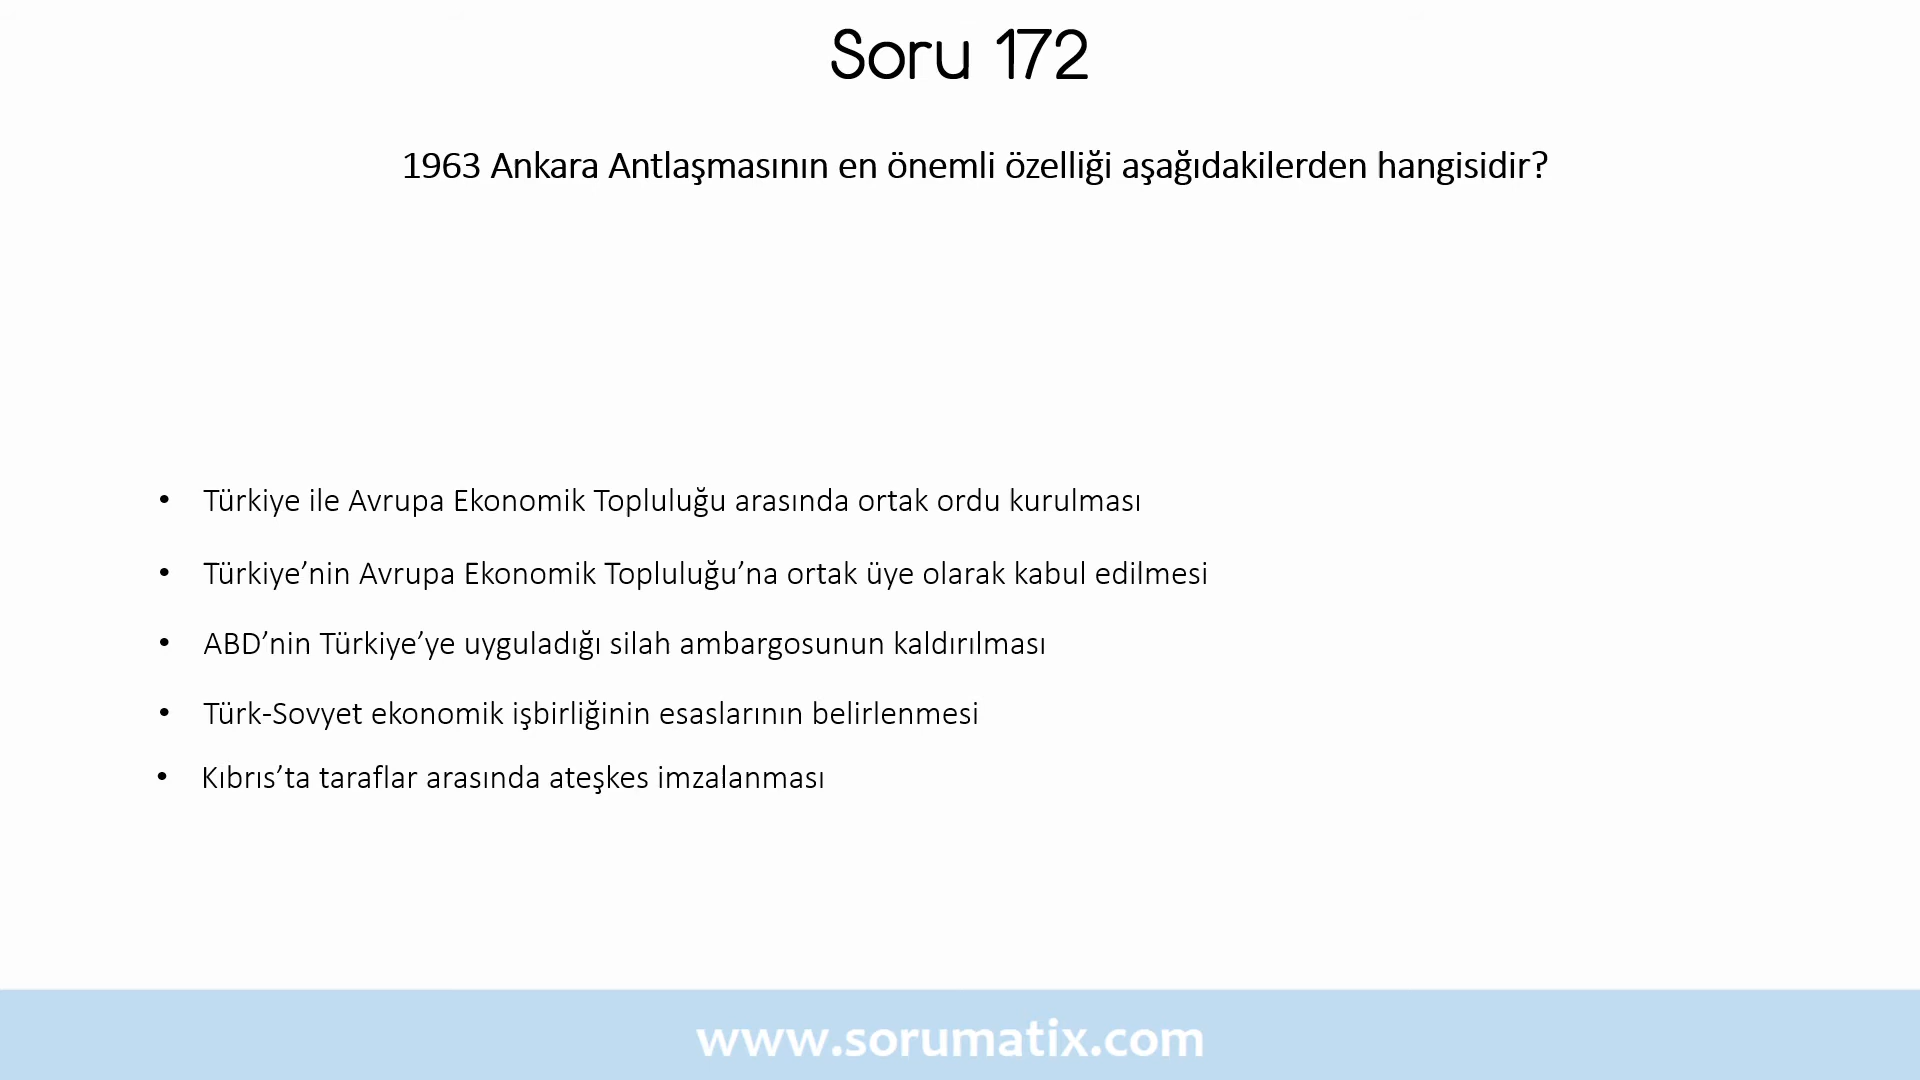 Soru 172
1963 Ankara Antlaşmasının en önemli özelliği aşağıdakilerden hangisidir?
• Türkiye ile Avrupa Ekonomik Topluluğu arasında ortak ordu kurulması
• Türkiye’nin Avrupa Ekonomik Topluluğu’na ortak üye olarak kabul edilmesi
• ABD’nin Türkiye’ye uyguladığı silah ambargosunun kaldırılması
• Türk-Sovyet ekonomik işbirliğinin esaslarının belirlenmesi
• Kıbrıs’ta taraflar arasında ateşkes imzalanması
www.sorumatix.com